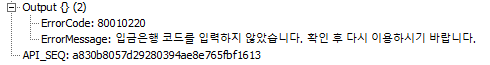 Output {} (2)
ErrorCode: 80010220
ErrorMessage: 입금은행 코드를 입력하지 않았습니다. 확인 후 다시 이용하시기 바랍니다.
API_SEQ: a830b8057d29280394ae8e765fbf1613